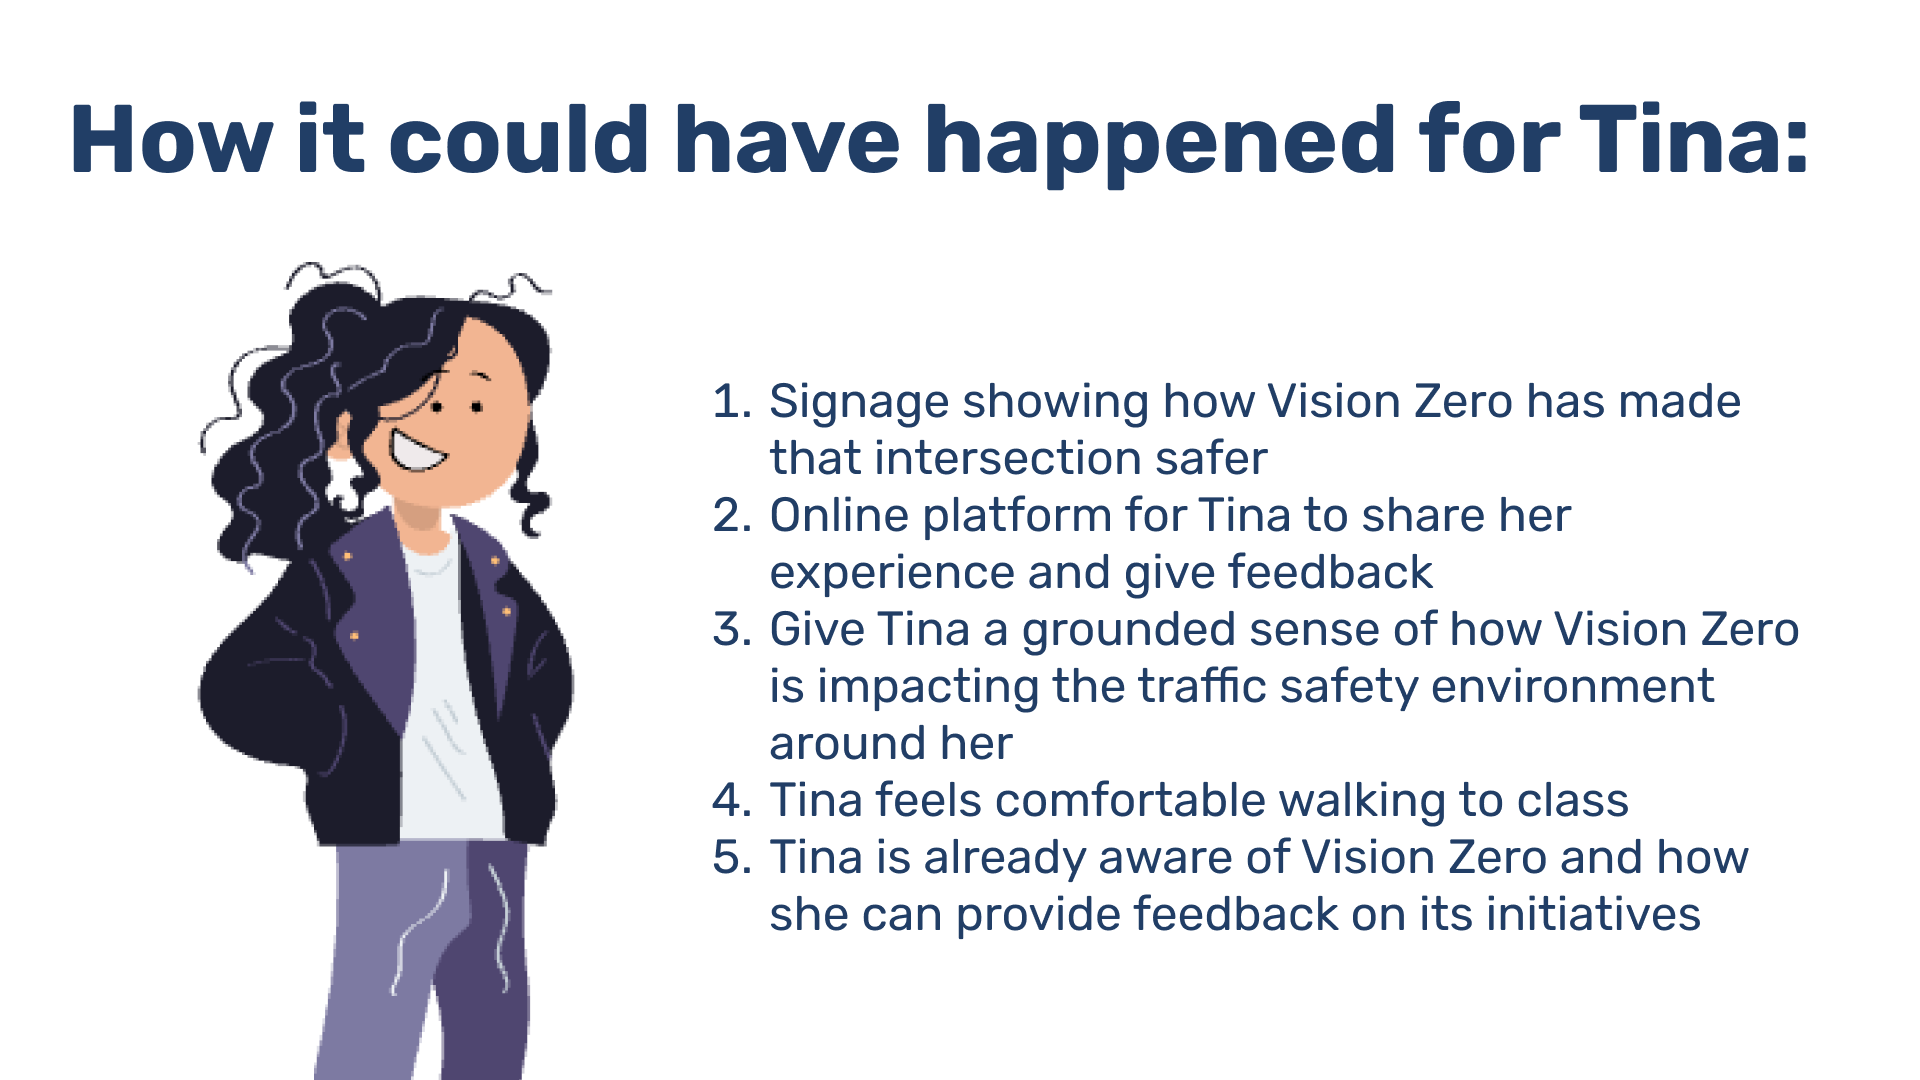 How it could have happened for Tina:
1. Signage showing how Vision Zero has made
that intersection safer
2. Online platform for Tina to share her
experience and give feedback
3. Give Tina a grounded sense of how Vision Zero
is impacting the traffic safety environment
around her
4. Tina feels comfortable walking to class
5. Tina is already aware of Vision Zero and how
she can provide feedback on its initiatives